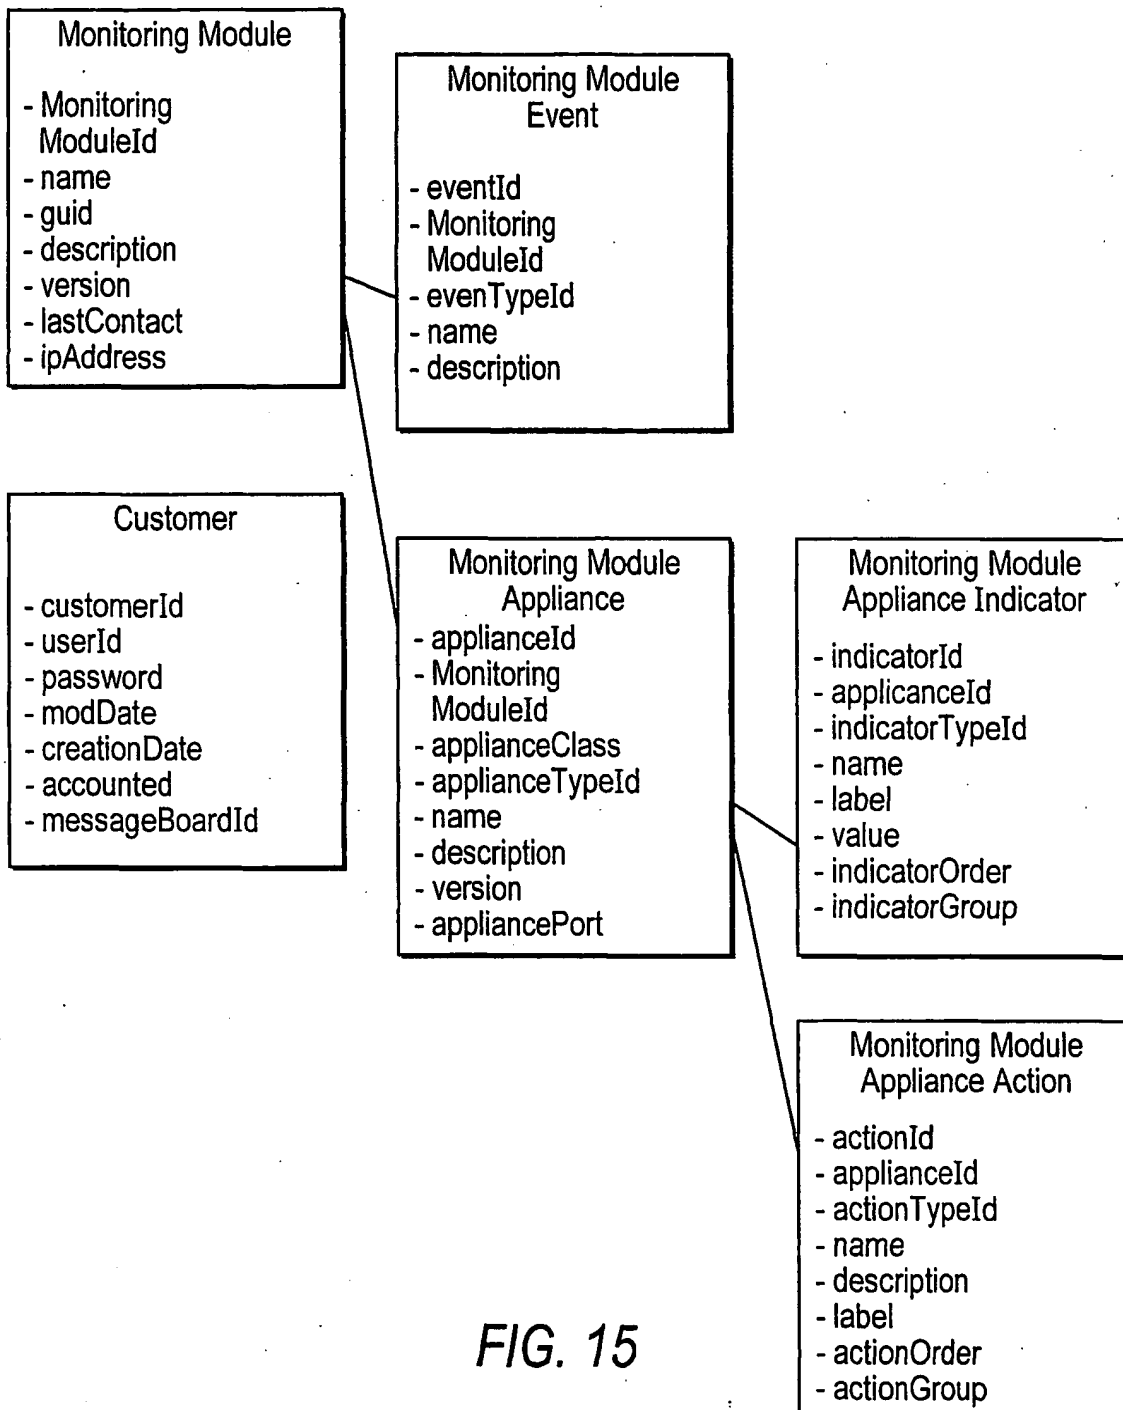 Monitoring Module
- Monitoring
ModuleId
- name
- guid
- description
- version
- lastContact
- ipAddress
Monitoring Module
Event
- eventId
- Monitoring
ModuleId
- evenTypeId
- name
- description
Customer
- customerId
- userId
- password
- modDate
- creationDate
- accounted
- messageBoardId
Monitoring Module
Appliance
- applianceId
- Monitoring
ModuleId
- applianceClass
- applianceTypeId
- name
- description
- version
- appliancePort
Monitoring Module
Appliance Indicator
- indicatorId
- applicanceId
- indicatorTypeId
- name
- label
- value
- indicatorOrder
- indicatorGroup
Monitoring Module
Appliance Action
- actionId
- applianceId
- actionTypeId
- name
- description
- label
- actionOrder
- actionGroup
FIG. 15